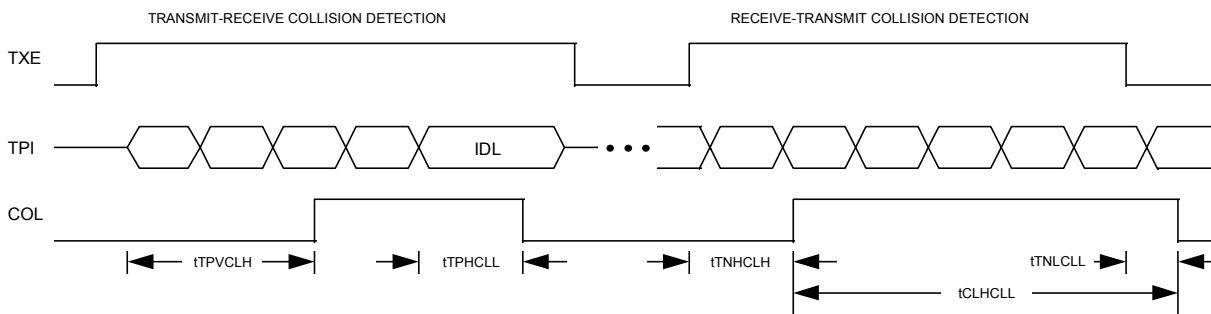 TRANSMIT-RECEIVE COLLISION DETECTION
RECEIVE-TRANSMIT COLLISION DETECTION
TXE
TPI
IDL
COL
tTPVCLH
tTPHCLL
tTNHCLH
tTNLCLL
tCLHCLL